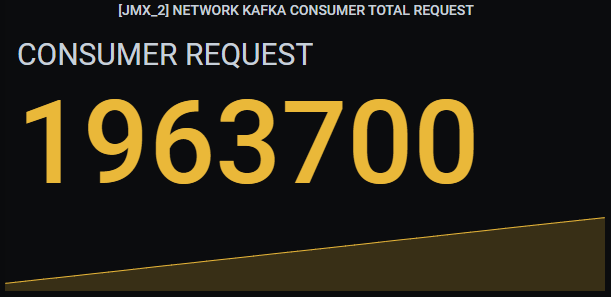 [JMX_2] NETWORK KAFKA CONSUMER TOTAL REQUEST
CONSUMER REQUEST
1963700